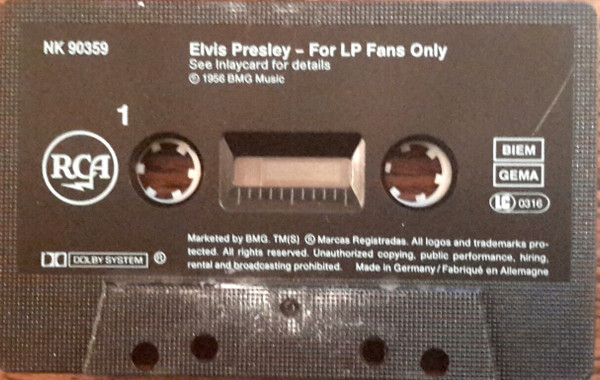 NK 90359
Elvis Presley – For LP Fans Only
See Inlaycard for details
℗ 1956 BMG Music
1
RCA
BIEM
GEMA
LC 0316
Marketed by BMG. TM(S) ® Marcas Registradas. All logos and trademarks pro-
tected. All rights reserved. Unauthorized copying, public performance, hiring,
rental and broadcasting prohibited. Made in Germany/Fabriqué en Allemagne
DOLBY SYSTEM ®